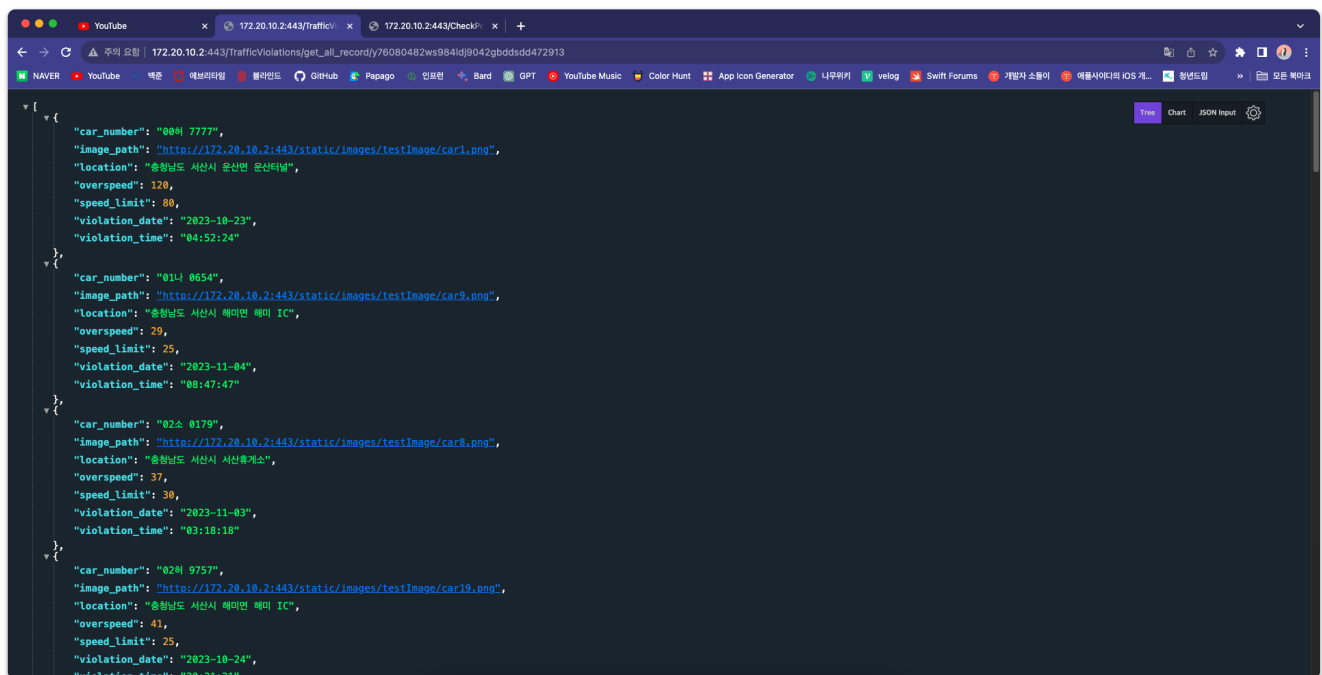 YouTube
172.20.10.2:443/TrafficVi
172.20.10.2:443/CheckPo
주의 요함 | 172.20.10.2:443/TrafficViolations/get_all_record/y76080482ws984ldj9042gbddsdd472913
NAVER YouTube 백준 에브리타임 블라인드 GitHub Papago 인프런 Bard GPT YouTube Music Color Hunt App Icon Generator 나무위키 velog Swift Forums 개발자 소들이 애플사이다의 iOS 개... 청년드림 » 모든 북마크
Tree Chart JSON Input
[
{
"car_number": "00허 7777",
"image_path": "http://172.20.10.2:443/static/images/testImage/car1.png",
"location": "충청남도 서산시 운산면 운산터널",
"overspeed": 120,
"speed_limit": 80,
"violation_date": "2023-10-23",
"violation_time": "04:52:24"
},
{
"car_number": "01나 0654",
"image_path": "http://172.20.10.2:443/static/images/testImage/car9.png",
"location": "충청남도 서산시 해미면 해미 IC",
"overspeed": 29,
"speed_limit": 25,
"violation_date": "2023-11-04",
"violation_time": "08:47:47"
},
{
"car_number": "02소 0179",
"image_path": "http://172.20.10.2:443/static/images/testImage/car8.png",
"location": "충청남도 서산시 서산휴게소",
"overspeed": 37,
"speed_limit": 30,
"violation_date": "2023-11-03",
"violation_time": "03:18:18"
},
{
"car_number": "02허 9757",
"image_path": "http://172.20.10.2:443/static/images/testImage/car19.png",
"location": "충청남도 서산시 해미면 해미 IC",
"overspeed": 41,
"speed_limit": 25,
"violation_date": "2023-10-24",